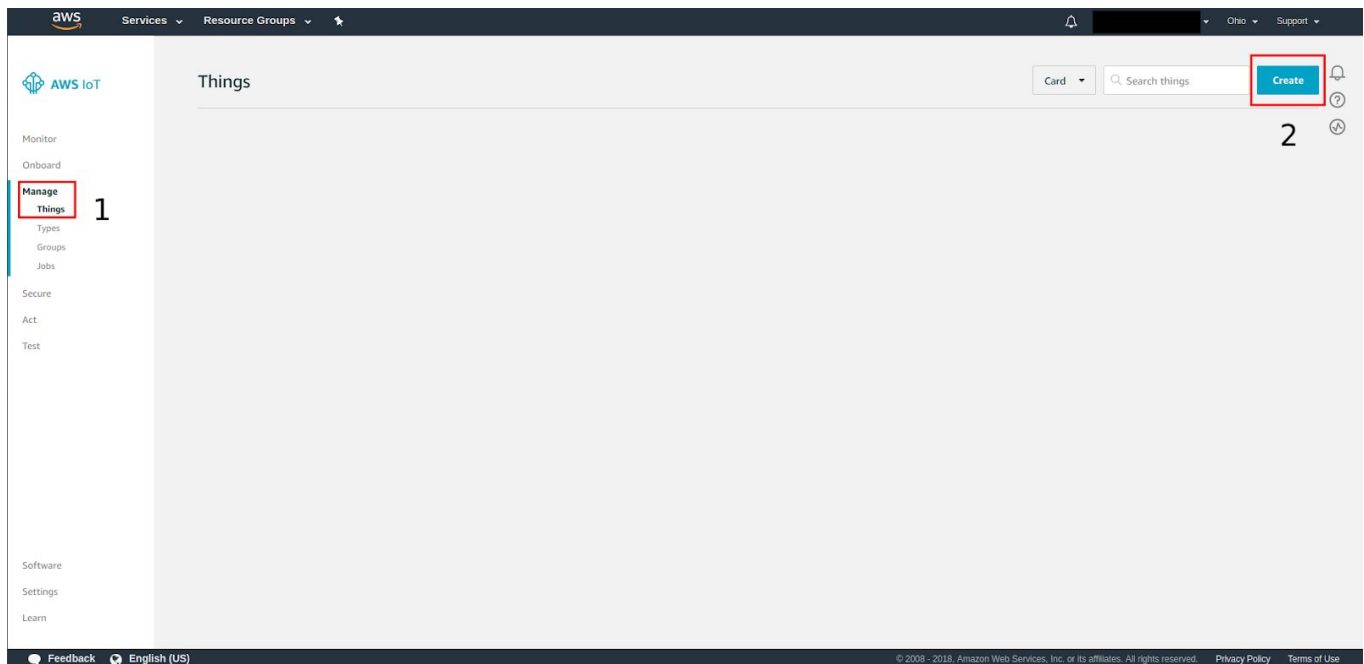 aws Services Resource Groups Ohio Support
AWS IoT
Things
Card Search things Create
2
Monitor
Onboard
Manage
Things
1
Types
Groups
Jobs
Secure
Act
Test
Software
Settings
Learn
Feedback English (US) © 2008 - 2018, Amazon Web Services, Inc. or its affiliates. All rights reserved. Privacy Policy Terms of Use